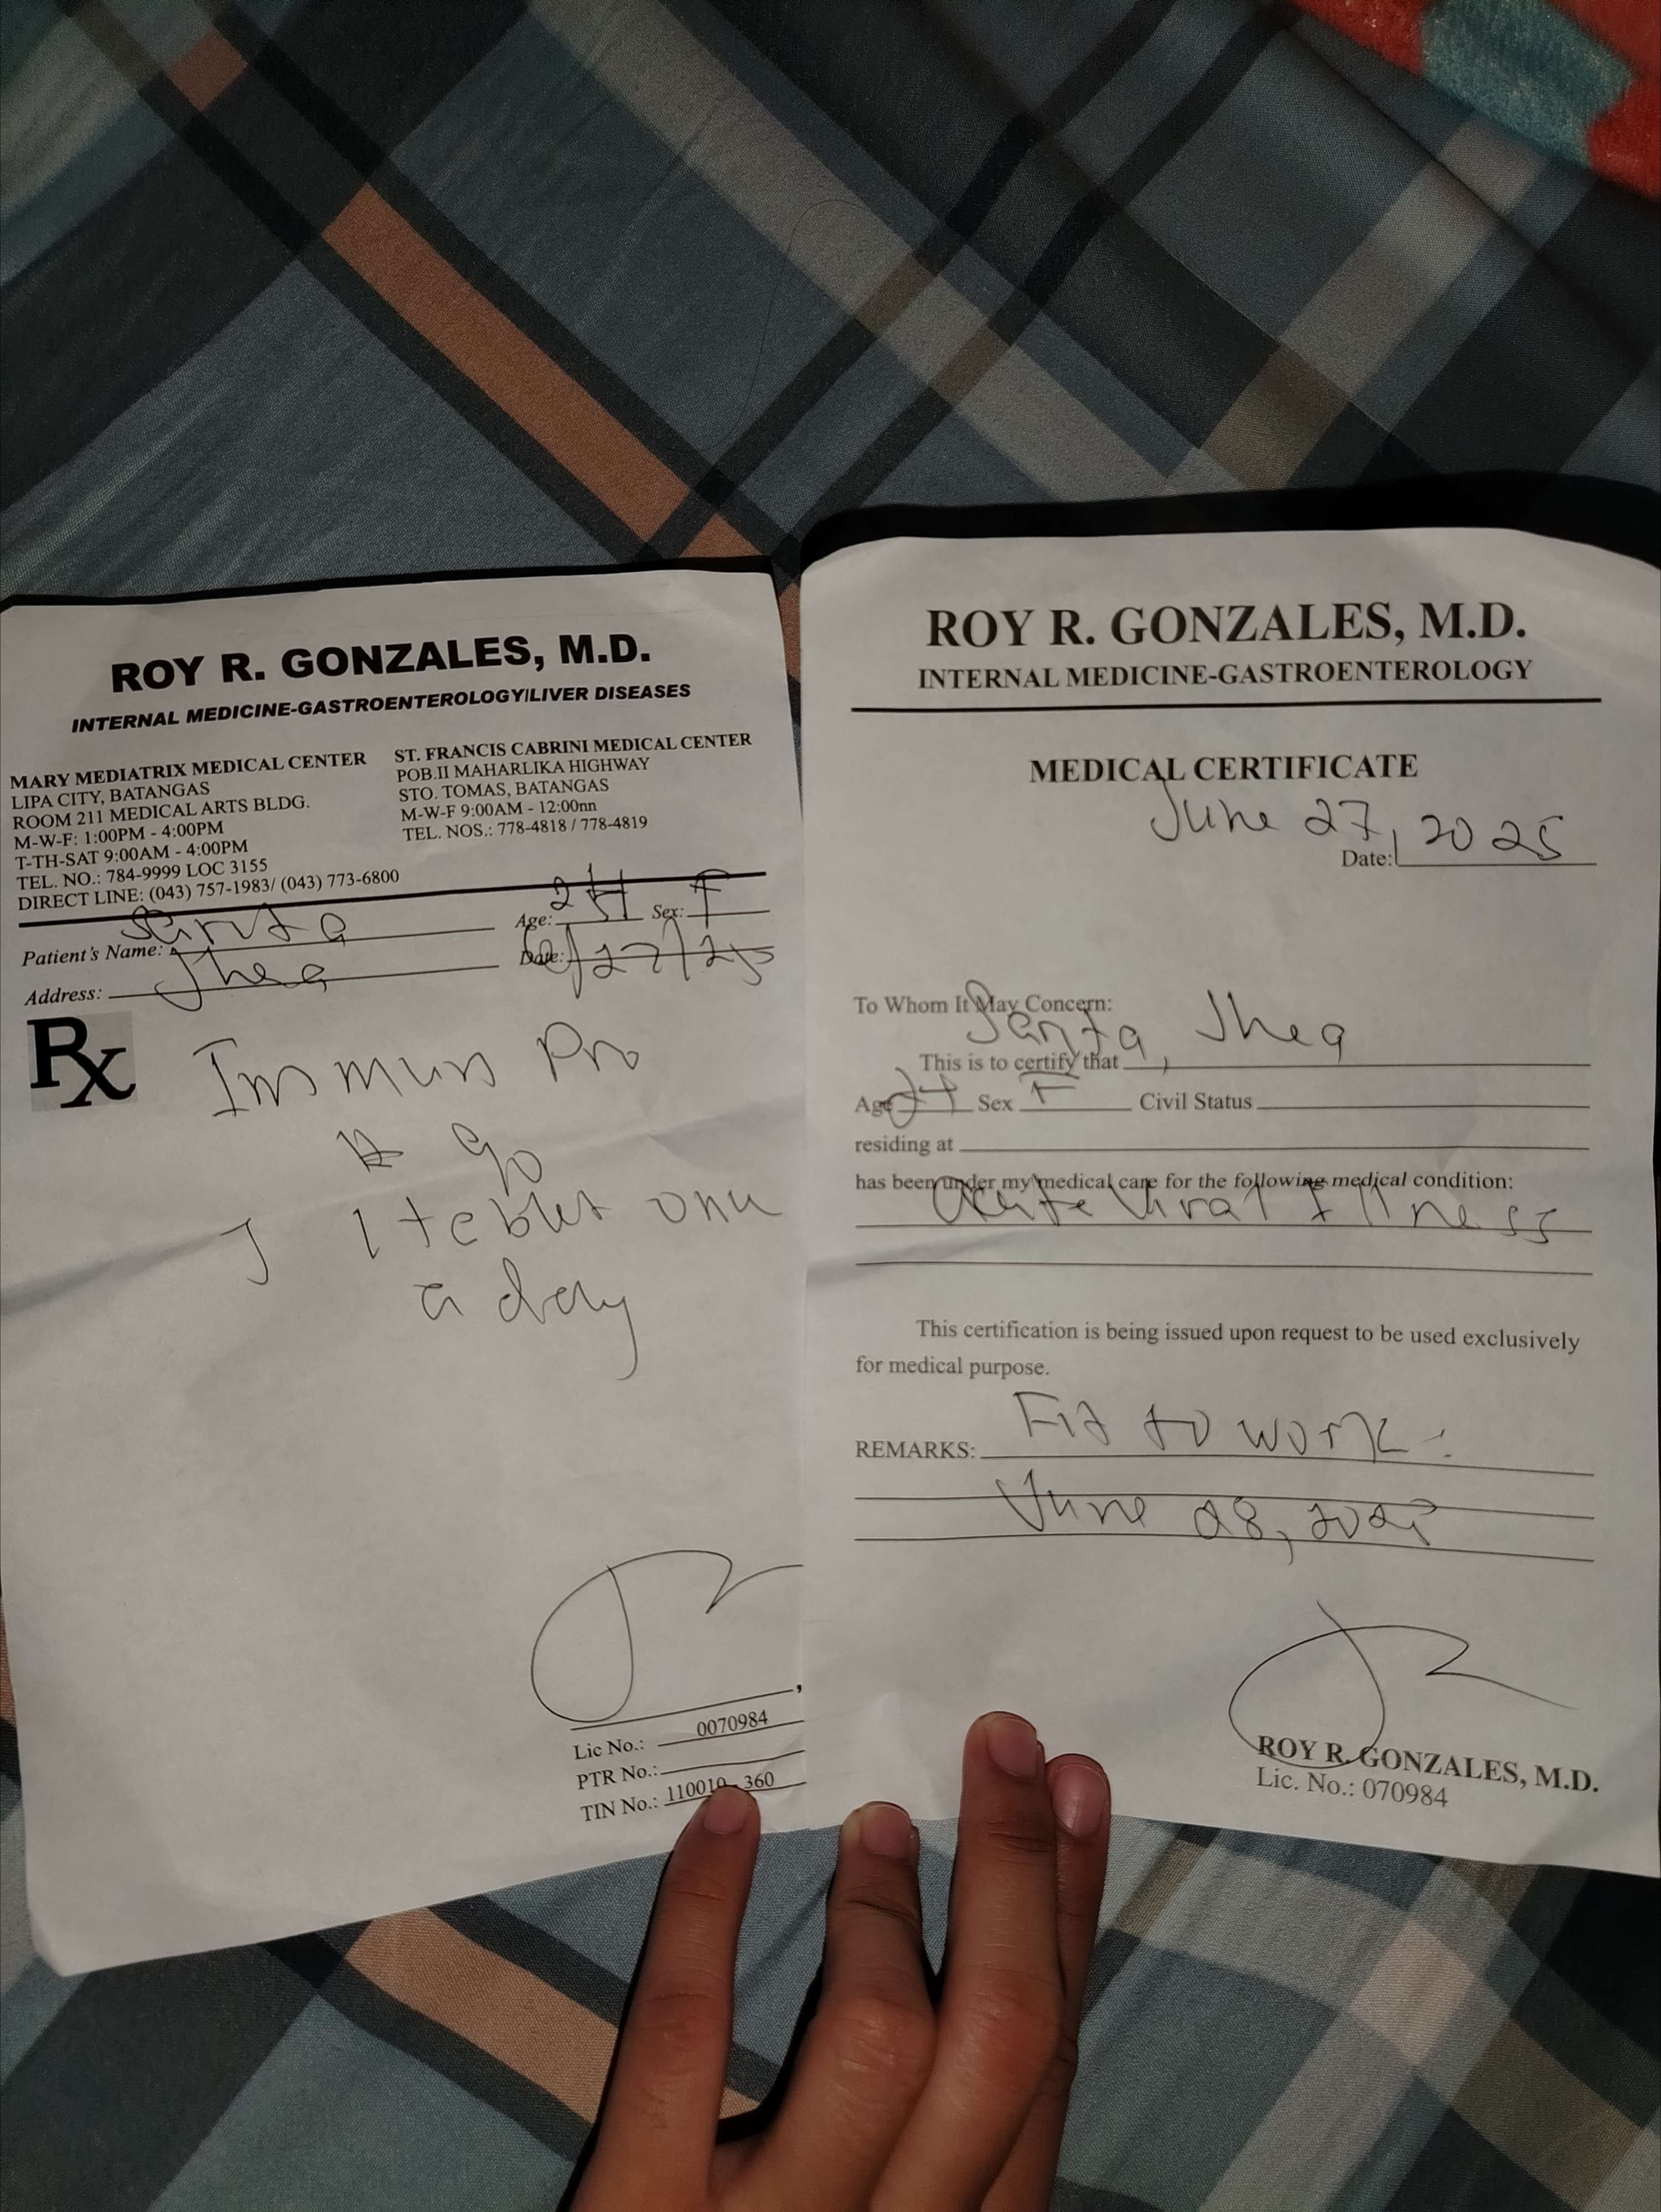 ROY R. GONZALES, M.D.
INTERNAL MEDICINE-GASTROENTEROLOGY/LIVER DISEASES
MARY MEDIATRIX MEDICAL CENTER
LIPA CITY, BATANGAS
ROOM 211 MEDICAL ARTS BLDG.
M-W-F: 1:00PM - 4:00PM
T-TH-SAT 9:00AM - 4:00PM
TEL. NO.: 784-9999 LOC 3155
DIRECT LINE: (043) 757-1983/ (043) 773-6800
ST. FRANCIS CABRINI MEDICAL CENTER
POB.II MAHARLIKA HIGHWAY
STO. TOMAS, BATANGAS
M-W-F 9:00AM - 12:00nn
TEL. NOS.: 778-4818 / 778-4819
Patient's Name: Santa
Age: 24 Sex: F
Address: Jhea
Date: 6/27/25
Rx
Immuno Pro
# 90
1 tablet once
a day
Lic No.: 0070984
PTR No.:
TIN No.: 110010 - 360
ROY R. GONZALES, M.D.
INTERNAL MEDICINE-GASTROENTEROLOGY
MEDICAL CERTIFICATE
June 27, 2025
Date:
To Whom It May Concern:
This is to certify that Santa, Jhea
Age 24 Sex F Civil Status
residing at
has been under my medical care for the following medical condition:
Acute Viral Illness
This certification is being issued upon request to be used exclusively
for medical purpose.
REMARKS: Fit to work:
June 28, 2025
ROY R. GONZALES, M.D.
Lic. No.: 070984